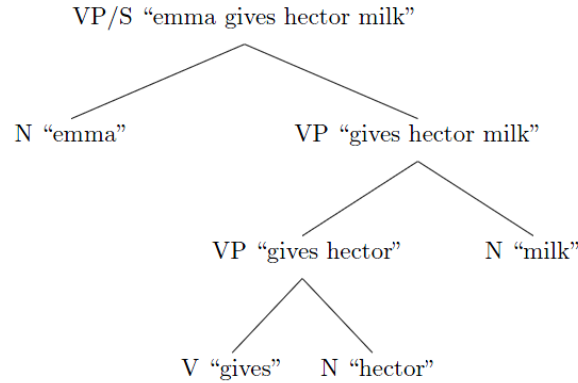 VP/S “emma gives hector milk”
N “emma”
VP “gives hector milk”
VP “gives hector”
N “milk”
V “gives”
N “hector”